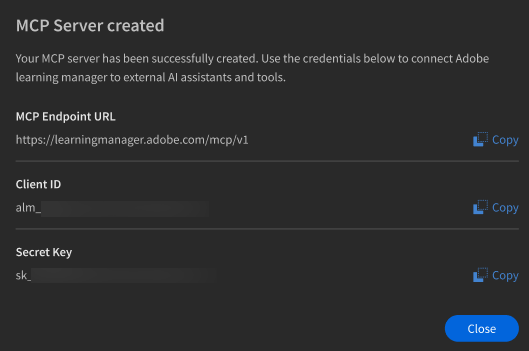 MCP Server created
Your MCP server has been successfully created. Use the credentials below to connect Adobe
learning manager to external AI assistants and tools.
MCP Endpoint URL
https://learningmanager.adobe.com/mcp/v1
Copy
Client ID
alm_
Copy
Secret Key
sk_
Copy
Close